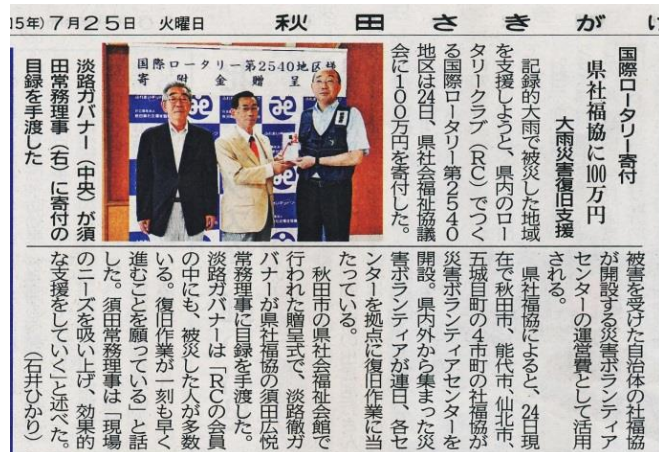 15年)7月25日 火曜日
秋田さきがけ
国際ロータリー寄付
県社福協に100万円
大雨災害復旧支援
記録的大雨で被災した地域
を支援しようと、県内のロー
タリークラブ(RC)でつく
る国際ロータリー第2540
地区は24日、県社会福祉協議
会に100万円を寄付した。
国際ロータリー第2540地区様
寄附金贈呈
淡路ガバナー(中央)が須
田常務理事(右)に寄付の
目録を手渡した
被害を受けた自治体の社福協
が開設する災害ボランティア
センターの運営費として活用
される。
県社福協によると、24日現
在で秋田市、能代市、仙北市、
五城目町の4市町の社福協が
災害ボランティアセンターを
開設。県内外から集まった災
害ボランティアが連日、各セ
ンターを拠点に復旧作業に当
たっている。
秋田市の県社会福祉会館で
行われた贈呈式で、淡路徹ガ
バナーが県社福協の須田広悦
常務理事に目録を手渡した。
淡路ガバナーは「RCの会員
の中にも、被災した人が多数
いる。復旧作業が一刻も早く
進むことを願っている」と話
した。須田常務理事は「現場
のニーズを吸い上げ、効果的
な支援をしていく」と述べた。
(石井ひかり)